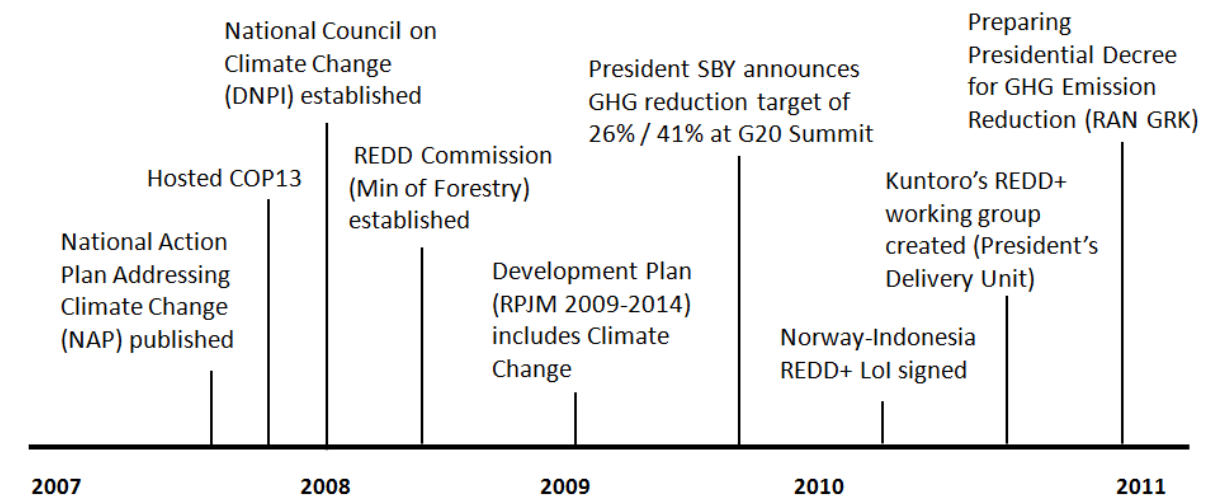 National Action
Plan Addressing
Climate Change
(NAP) published
Hosted COP13
National Council on
Climate Change
(DNPI) established
REDD Commission
(Min of Forestry)
established
Development Plan
(RPJM 2009-2014)
includes Climate
Change
President SBY announces
GHG reduction target of
26% / 41% at G20 Summit
Norway-Indonesia
REDD+ LoI signed
Kuntoro’s REDD+
working group
created (President’s
Delivery Unit)
Preparing
Presidential Decree
for GHG Emission
Reduction (RAN GRK)
2007
2008
2009
2010
2011